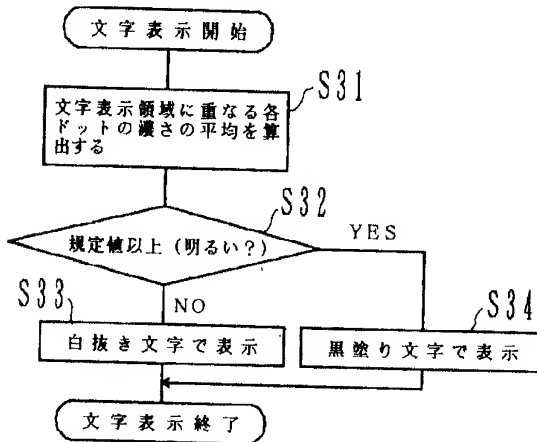 文字表示開始
S31
文字表示領域に重なる各
ドットの濃さの平均を算
出する
S32
規定値以上(明るい?)
YES
NO
S33
白抜き文字で表示
S34
黒塗り文字で表示
文字表示終了